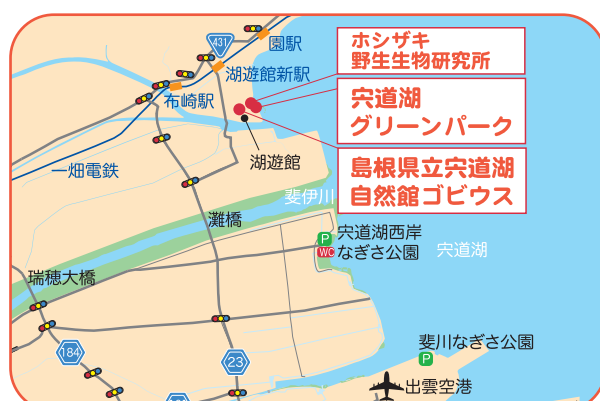 431
園駅
湖遊館新駅
布崎駅
一畑電鉄
湖遊館
ホシザキ
野生生物研究所
宍道湖
グリーンパーク
島根県立宍道湖
自然館ゴビウス
斐伊川
灘橋
P
宍道湖西岸
WC
なぎさ公園
宍道湖
瑞穂大橋
184
23
斐川なぎさ公園
P
出雲空港